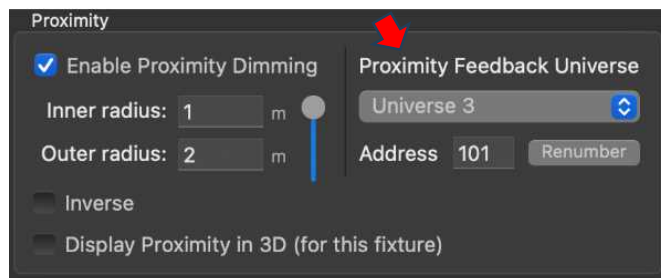 Proximity
Enable Proximity Dimming
Inner radius: 1 m
Outer radius: 2 m
Inverse
Display Proximity in 3D (for this fixture)
Proximity Feedback Universe
Universe 3
Address 101 Renumber